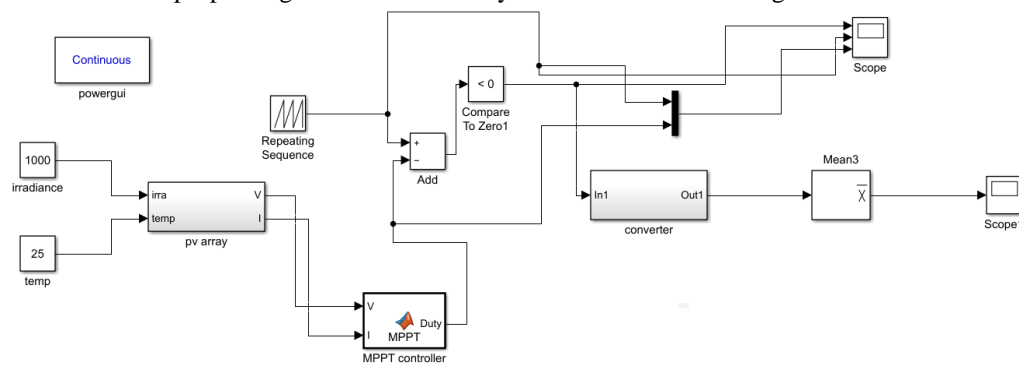 Continuous
powergui
Repeating
Sequence
+
−
Add
< 0
Compare
To Zero1
Scope
1000
irradiance
25
temp
irra
temp
V
I
pv array
V
I
MPPT
Duty
MPPT controller
In1
Out1
converter
Mean3
X
Scope1